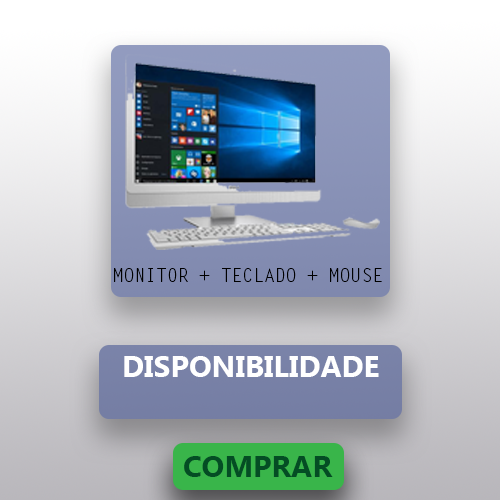 MONITOR + TECLADO + MOUSE
DISPONIBILIDADE
COMPRAR